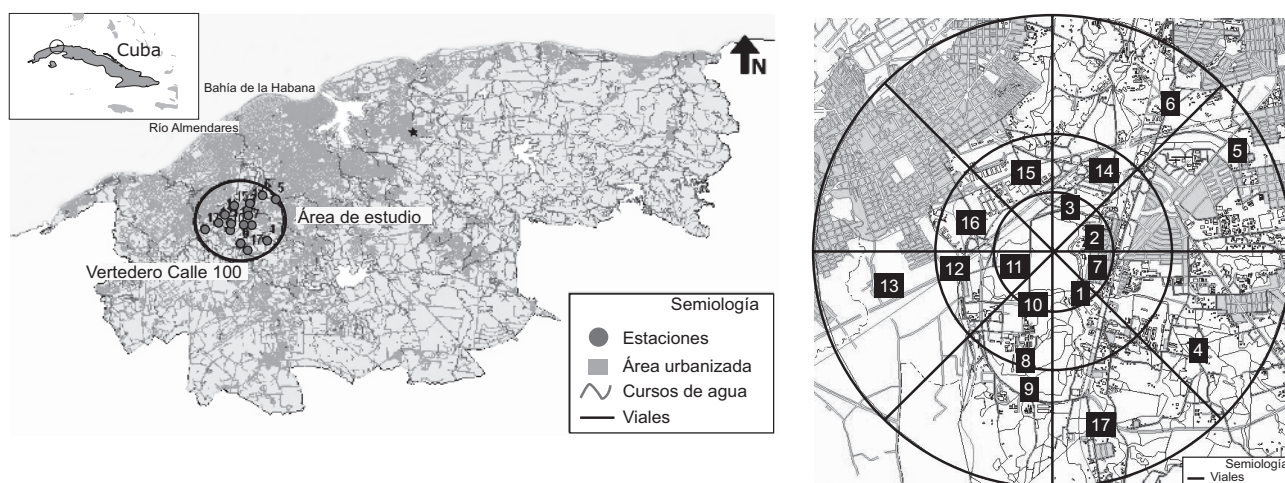 Cuba
N
Bahía de la Habana
Río Almendares
Área de estudio
Vertedero Calle 100
Semiología
Estaciones
Área urbanizada
Cursos de agua
Viales
6
5
15
14
3
16
2
11
7
12
13
1
10
4
8
9
17
Semiología
Viales